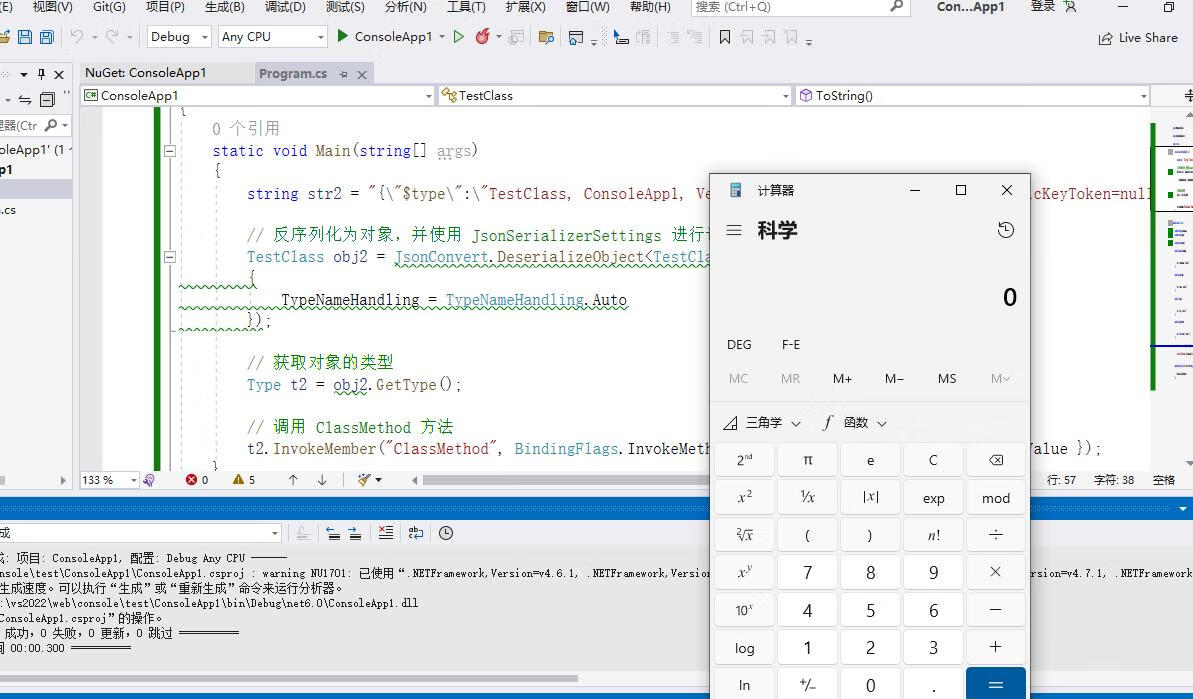 (E) 视图(V) Git(G) 项目(P) 生成(B) 调试(D) 测试(S) 分析(N) 工具(T) 扩展(X) 窗口(W) 帮助(H) 搜索 (Ctrl+Q) Con...App1 登录
Debug Any CPU ConsoleApp1 Live Share
NuGet: ConsoleApp1 Program.cs
ConsoleApp1 TestClass ToString()
理器(Ctr
oleApp1' (1
p1
.cs
{
0 个引用
static void Main(string[] args)
{
string str2 = "{\"$type\":\"TestClass, ConsoleApp1, Ve
cKeyToken=null
// 反序列化为对象，并使用 JsonSerializerSettings 进行
TestClass obj2 = JsonConvert.DeserializeObject<TestCla
{
TypeNameHandling = TypeNameHandling.Auto
});
// 获取对象的类型
Type t2 = obj2.GetType();
// 调用 ClassMethod 方法
t2.InvokeMember("ClassMethod", BindingFlags.InvokeMeth
Value });
}
133 % 0 5 行: 57 字符: 38 空格
成
: 项目: ConsoleApp1, 配置: Debug Any CPU ------
nsole\test\ConsoleApp1\ConsoleApp1.csproj : warning NU1701: 已使用“.NETFramework,Version=v4.6.1, .NETFramework,Version
rsion=v4.7.1, .NETFramework
生成速度。可以执行“生成”或“重新生成”命令来运行分析器。
:\vs2022\web\console\test\ConsoleApp1\bin\Debug\net6.0\ConsoleApp1.dll
ConsoleApp1.csproj”的操作。
成功，0 失败，0 更新，0 跳过 ==========
00:00.300 ==========
计算器
科学
0
DEG F-E
MC MR M+ M− MS M
三角学 函数
2ⁿᵈ π e C
x² ¹/x |x| exp mod
²√x ( ) n! ÷
xʸ 7 8 9 ×
10ˣ 4 5 6 −
log 1 2 3 +
ln +/− 0 . =